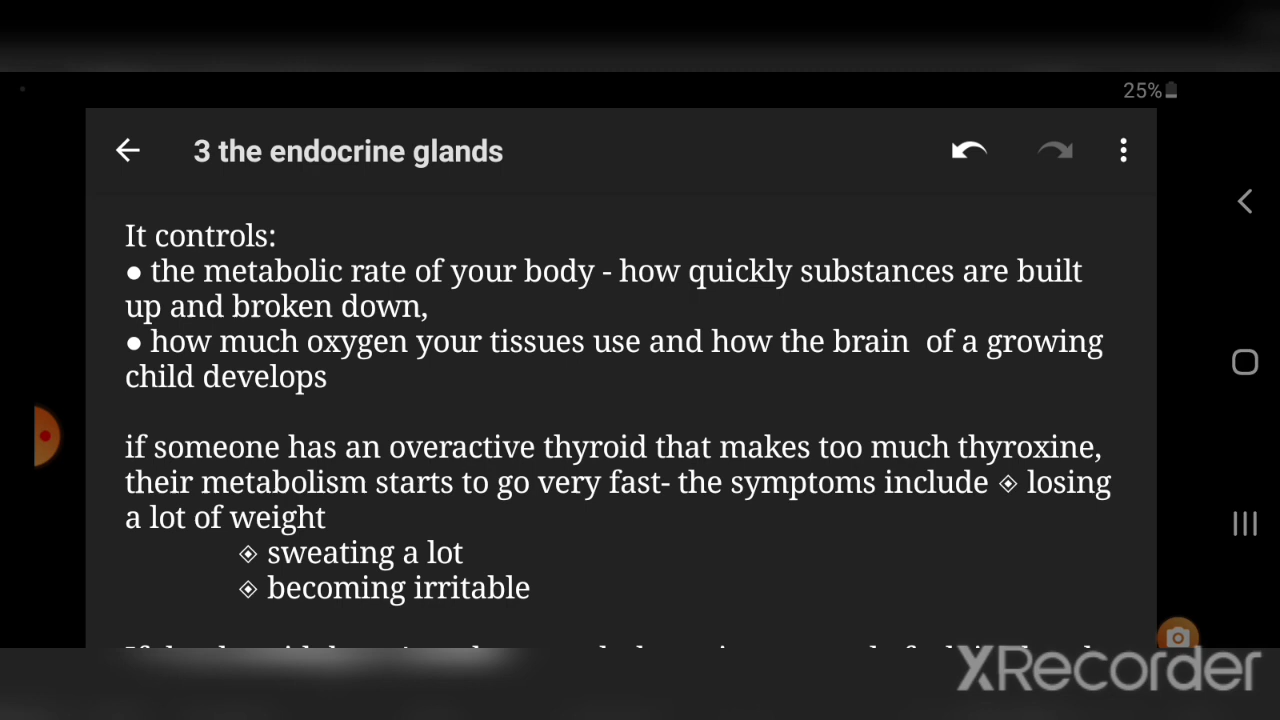 25%
3 the endocrine glands
It controls:
● the metabolic rate of your body - how quickly substances are built
up and broken down,
● how much oxygen your tissues use and how the brain  of a growing
child develops
if someone has an overactive thyroid that makes too much thyroxine,
their metabolism starts to go very fast- the symptoms include ◈ losing
a lot of weight
◈ sweating a lot
◈ becoming irritable
XRecorder